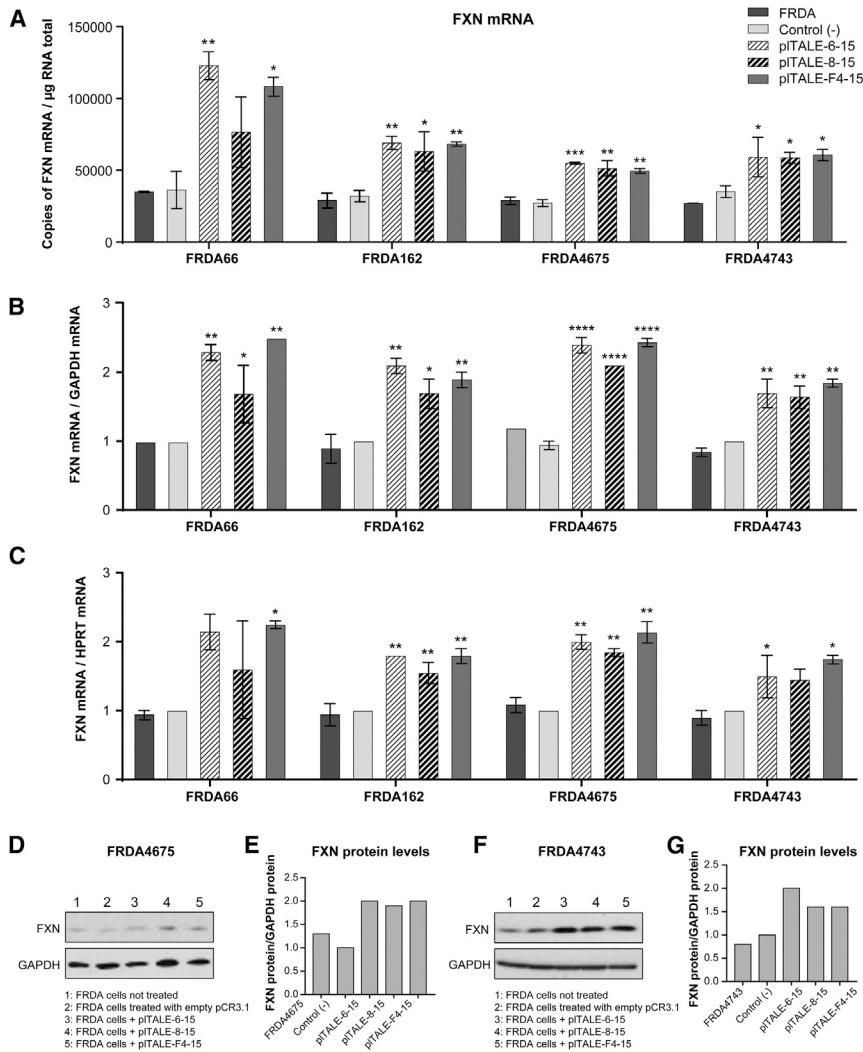 A
FXN mRNA
FRDA
Control (-)
pITALE-6-15
pITALE-8-15
pITALE-F4-15
Copies of FXN mRNA / µg RNA total
150000
100000
50000
0
** *
** * **
*** ** **
* * *
FRDA66 FRDA162 FRDA4675 FRDA4743
B
FXN mRNA / GAPDH mRNA
3
2
1
0
** * **
** * **
**** **** ****
** ** **
FRDA66 FRDA162 FRDA4675 FRDA4743
C
FXN mRNA / HPRT mRNA
3
2
1
0
*
** ** **
** ** **
* *
FRDA66 FRDA162 FRDA4675 FRDA4743
D
FRDA4675
1 2 3 4 5
FXN
GAPDH
1: FRDA cells not treated
2: FRDA cells treated with empty pCR3.1
3: FRDA cells + pITALE-6-15
4: FRDA cells + pITALE-8-15
5: FRDA cells + pITALE-F4-15
E
FXN protein levels
FXN protein/GAPDH protein
2.5
2.0
1.5
1.0
0.5
0.0
FRDA4675
Control (-)
pITALE-6-15
pITALE-8-15
pITALE-F4-15
F
FRDA4743
1 2 3 4 5
FXN
GAPDH
1: FRDA cells not treated
2: FRDA cells treated with empty pCR3.1
3: FRDA cells + pITALE-6-15
4: FRDA cells + pITALE-8-15
5: FRDA cells + pITALE-F4-15
G
FXN protein levels
FXN protein/GAPDH protein
2.5
2.0
1.5
1.0
0.5
0.0
FRDA4743
Control (-)
pITALE-6-15
pITALE-8-15
pITALE-F4-15